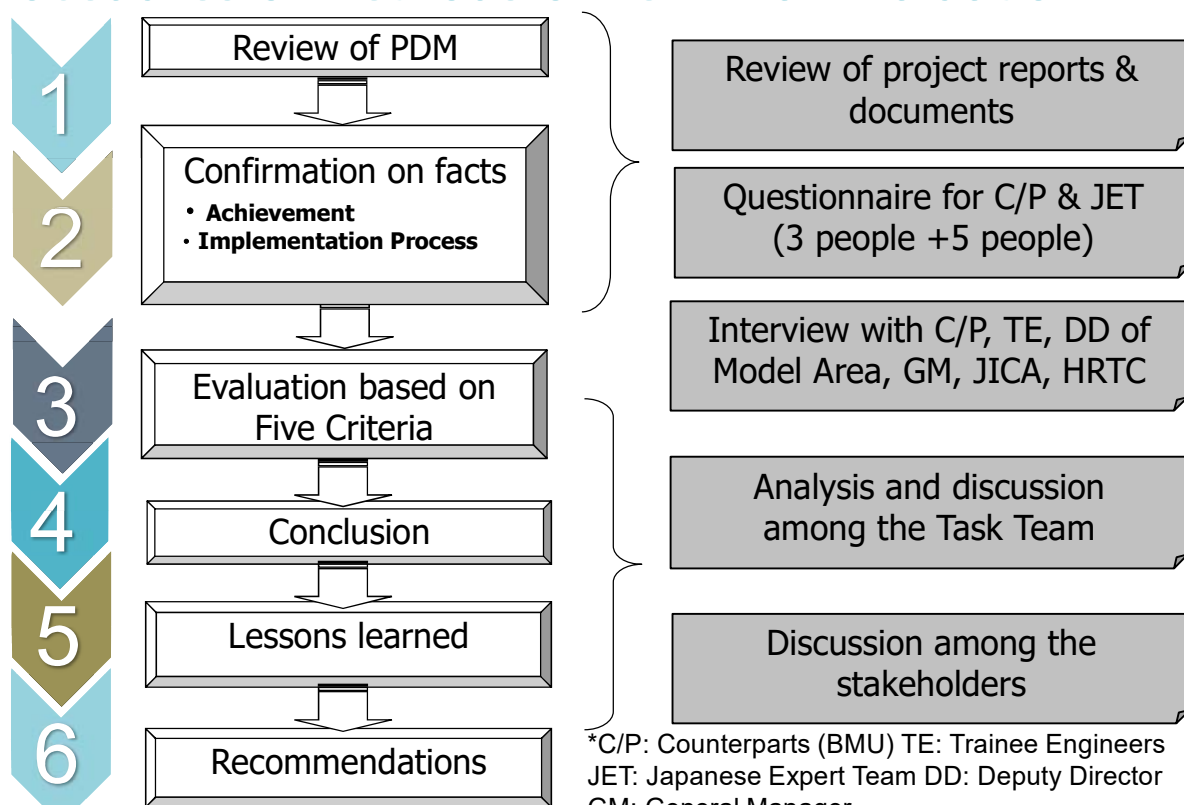 1
Review of PDM
2
Confirmation on facts
• Achievement
• Implementation Process
3
Evaluation based on
Five Criteria
4
Conclusion
5
Lessons learned
6
Recommendations
Review of project reports &
documents
Questionnaire for C/P & JET
(3 people +5 people)
Interview with C/P, TE, DD of
Model Area, GM, JICA, HRTC
Analysis and discussion
among the Task Team
Discussion among the
stakeholders
*C/P: Counterparts (BMU) TE: Trainee Engineers
JET: Japanese Expert Team DD: Deputy Director
GM: General Manager